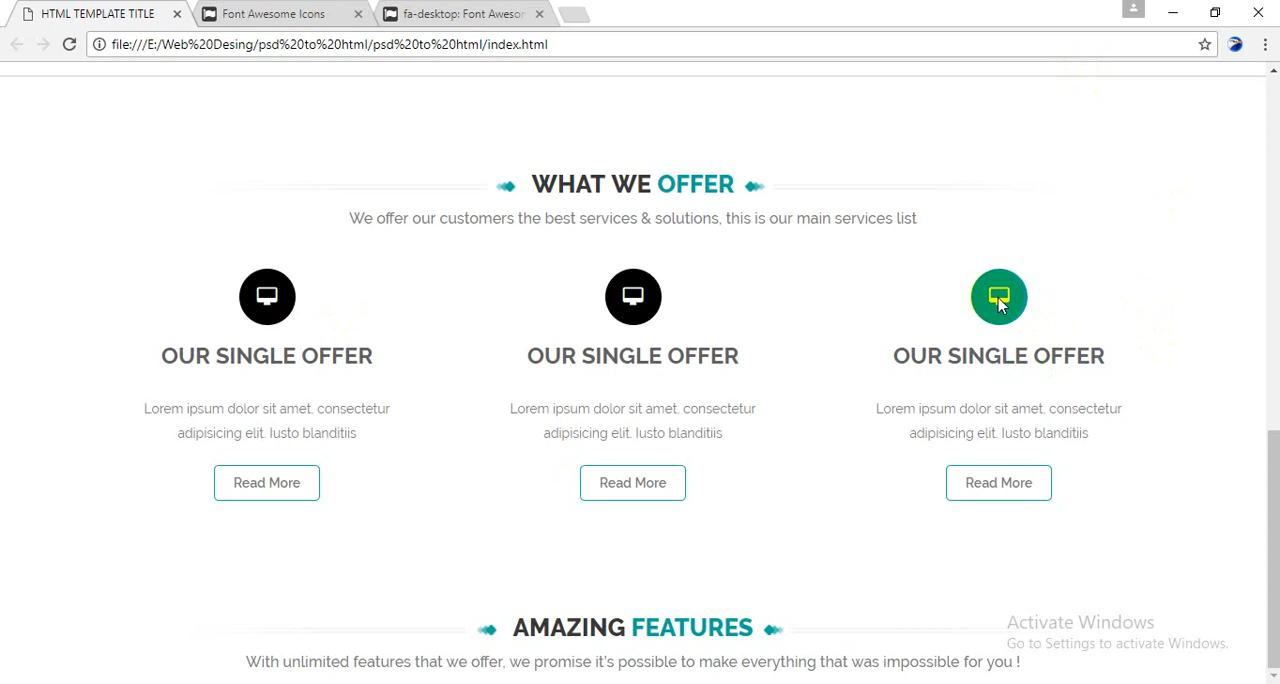 HTML TEMPLATE TITLE
Font Awesome Icons
fa-desktop: Font Awesor
file:///E:/Web%20Desing/psd%20to%20html/psd%20to%20html/index.html
WHAT WE OFFER
We offer our customers the best services & solutions, this is our main services list
OUR SINGLE OFFER
Lorem ipsum dolor sit amet, consectetur
adipisicing elit. Iusto blanditiis
Read More
OUR SINGLE OFFER
Lorem ipsum dolor sit amet, consectetur
adipisicing elit. Iusto blanditiis
Read More
OUR SINGLE OFFER
Lorem ipsum dolor sit amet, consectetur
adipisicing elit. Iusto blanditiis
Read More
AMAZING FEATURES
With unlimited features that we offer, we promise it's possible to make everything that was impossible for you !
Activate Windows
Go to Settings to activate Windows.